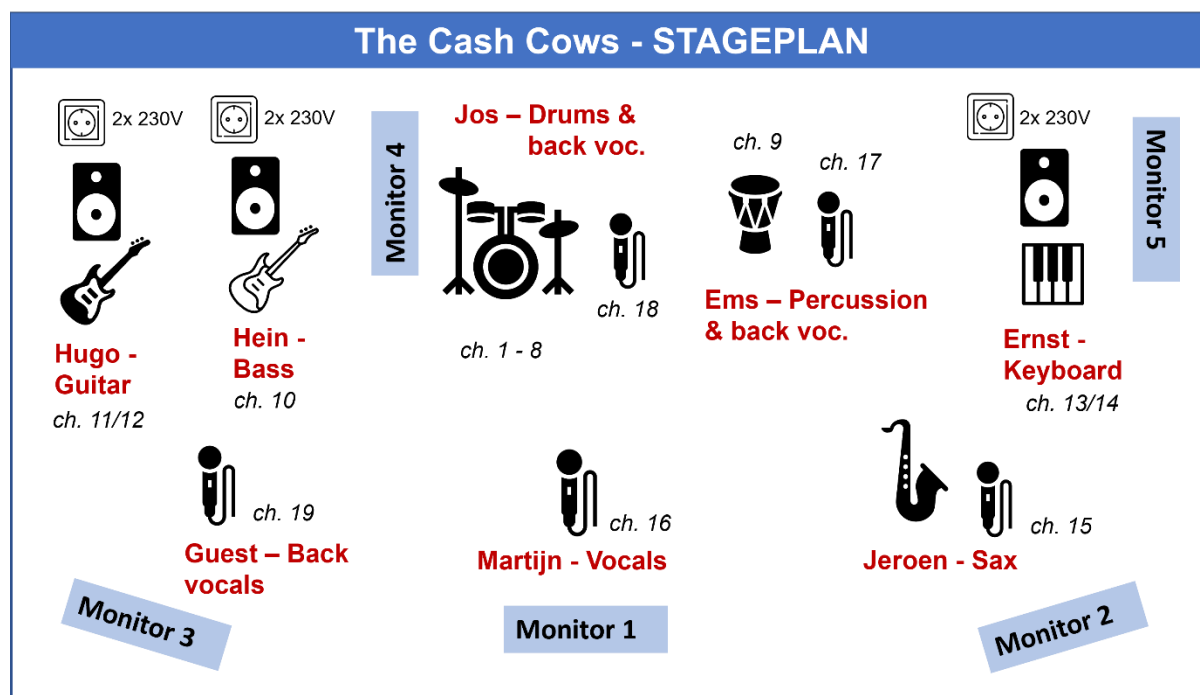 The Cash Cows - STAGEPLAN
2x 230V
2x 230V
Monitor 4
Jos – Drums &
back voc.
ch. 9
ch. 17
2x 230V
Monitor 5
ch. 18
ch. 1 - 8
Ems – Percussion
& back voc.
Hugo -
Guitar
ch. 11/12
Hein -
Bass
ch. 10
Ernst -
Keyboard
ch. 13/14
ch. 19
Guest – Back
vocals
ch. 16
Martijn - Vocals
ch. 15
Jeroen - Sax
Monitor 3
Monitor 1
Monitor 2